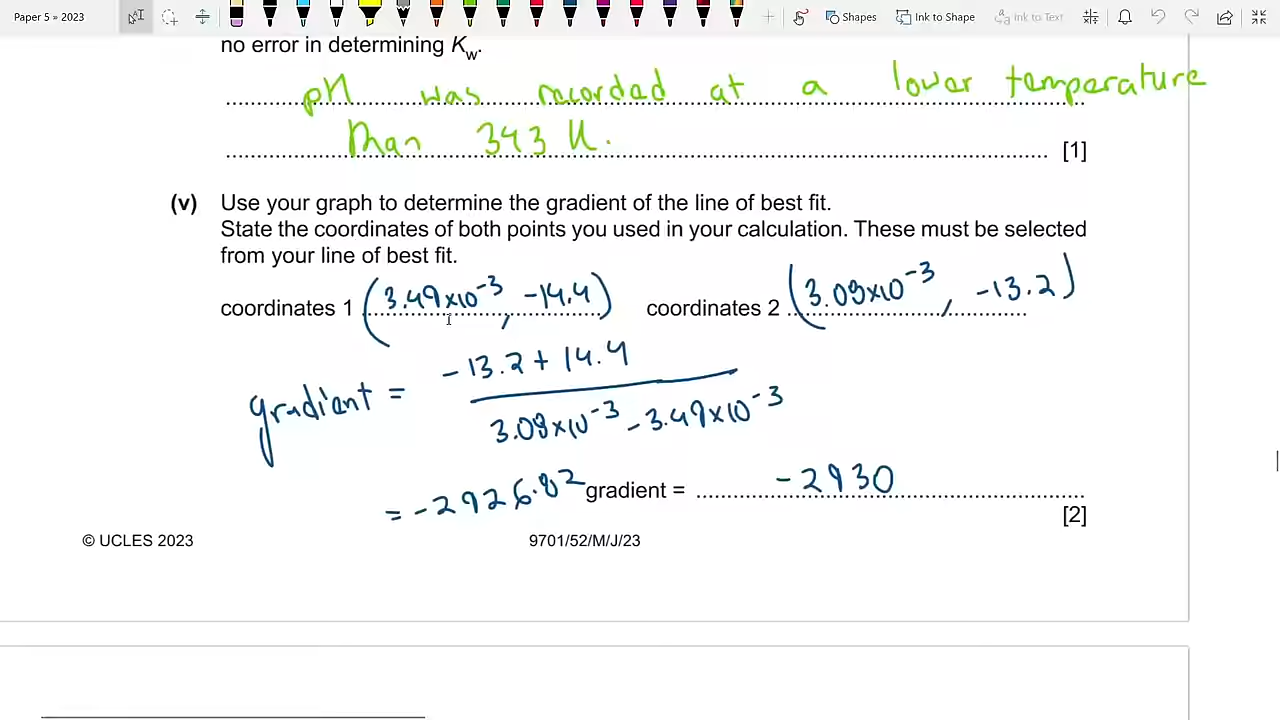 Paper 5 » 2023
Shapes
Ink to Shape
Ink to Text
no error in determining Kw.
pH was recorded at a lower temperature
than 343 K.
[1]
(v) Use your graph to determine the gradient of the line of best fit.
State the coordinates of both points you used in your calculation. These must be selected
from your line of best fit.
coordinates 1 (3.49×10⁻³, -14.4) coordinates 2 (3.08×10⁻³, -13.2)
gradient = -13.2 + 14.4
3.08×10⁻³ - 3.49×10⁻³
= -2926.82 gradient = -2930
[2]
© UCLES 2023 9701/52/M/J/23